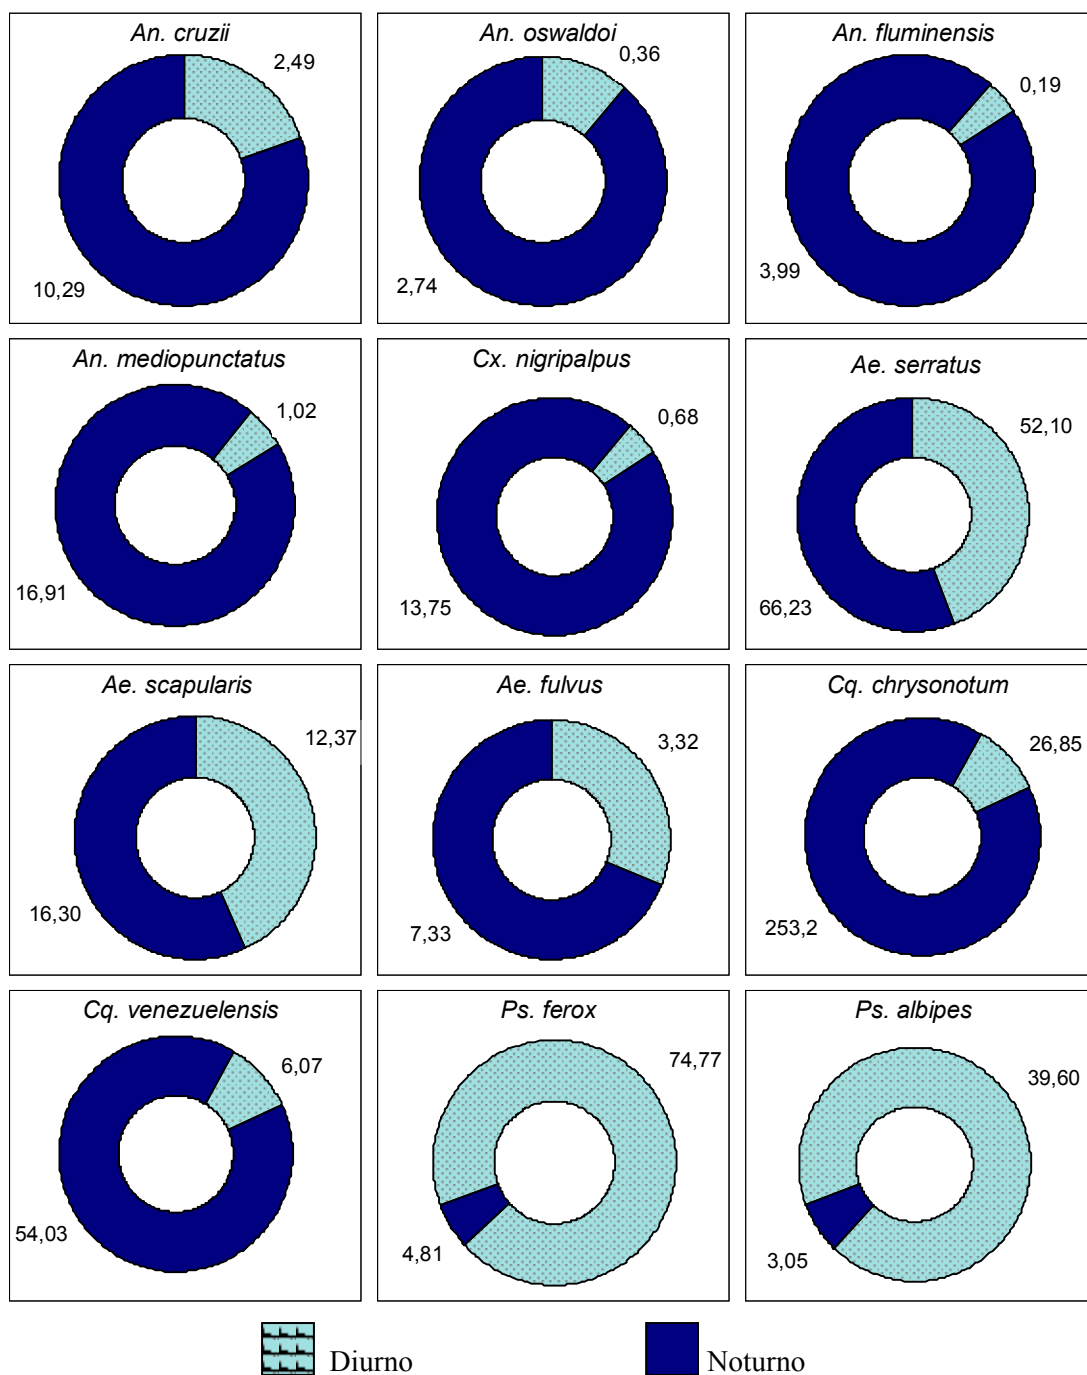 An. cruzii
2,49
10,29
An. oswaldoi
0,36
2,74
An. fluminensis
0,19
3,99
An. mediopunctatus
1,02
16,91
Cx. nigripalpus
0,68
13,75
Ae. serratus
52,10
66,23
Ae. scapularis
12,37
16,30
Ae. fulvus
3,32
7,33
Cq. chrysonotum
26,85
253,2
Cq. venezuelensis
6,07
54,03
Ps. ferox
74,77
4,81
Ps. albipes
39,60
3,05
Diurno
Noturno